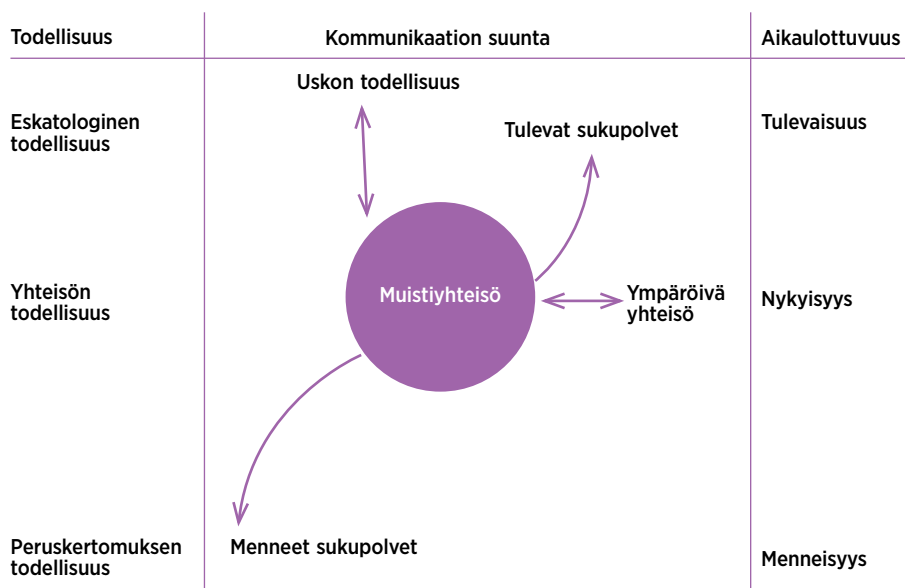 Todellisuus
Kommunikaation suunta
Aikaulottuvuus
Uskon todellisuus
Eskatologinen
todellisuus
Tulevat sukupolvet
Tulevaisuus
Yhteisön
todellisuus
Muistiyhteisö
Ympäröivä
yhteisö
Nykyisyys
Peruskertomuksen
todellisuus
Menneet sukupolvet
Menneisyys